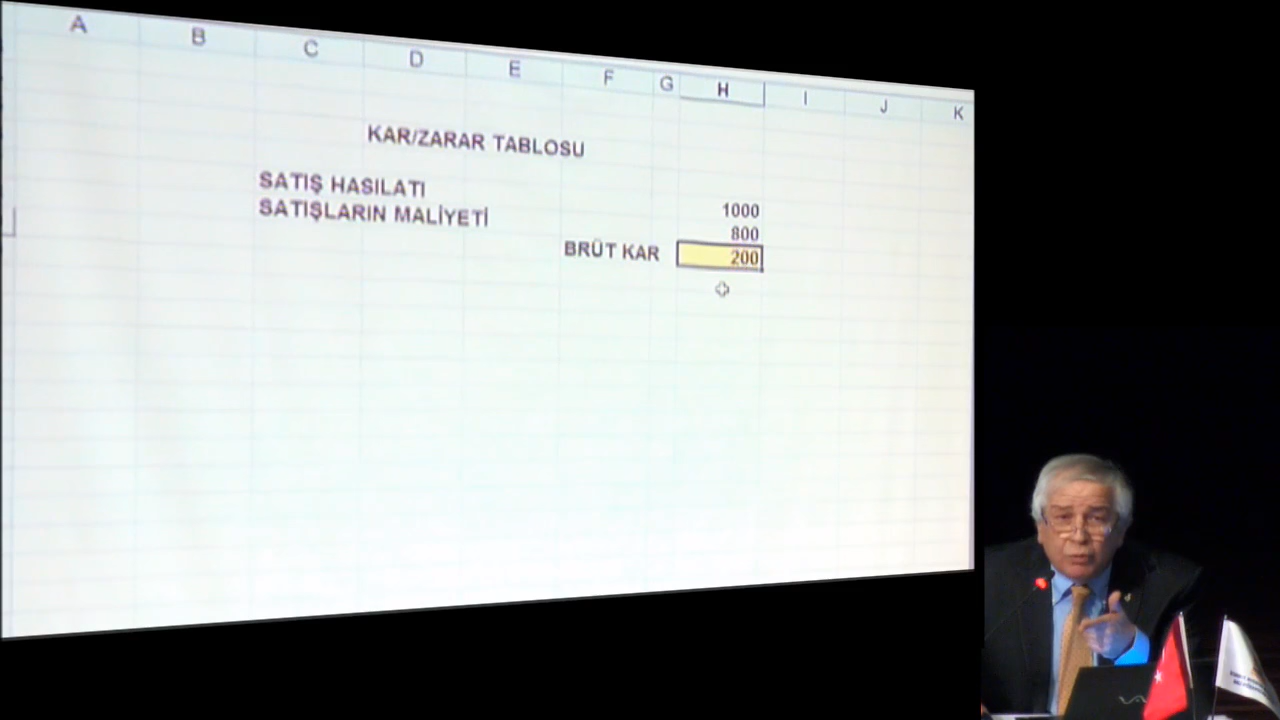 A B C D E F G H I J K
KAR/ZARAR TABLOSU
SATIŞ HASILATI 1000
SATIŞLARIN MALİYETİ 800
BRÜT KAR 200